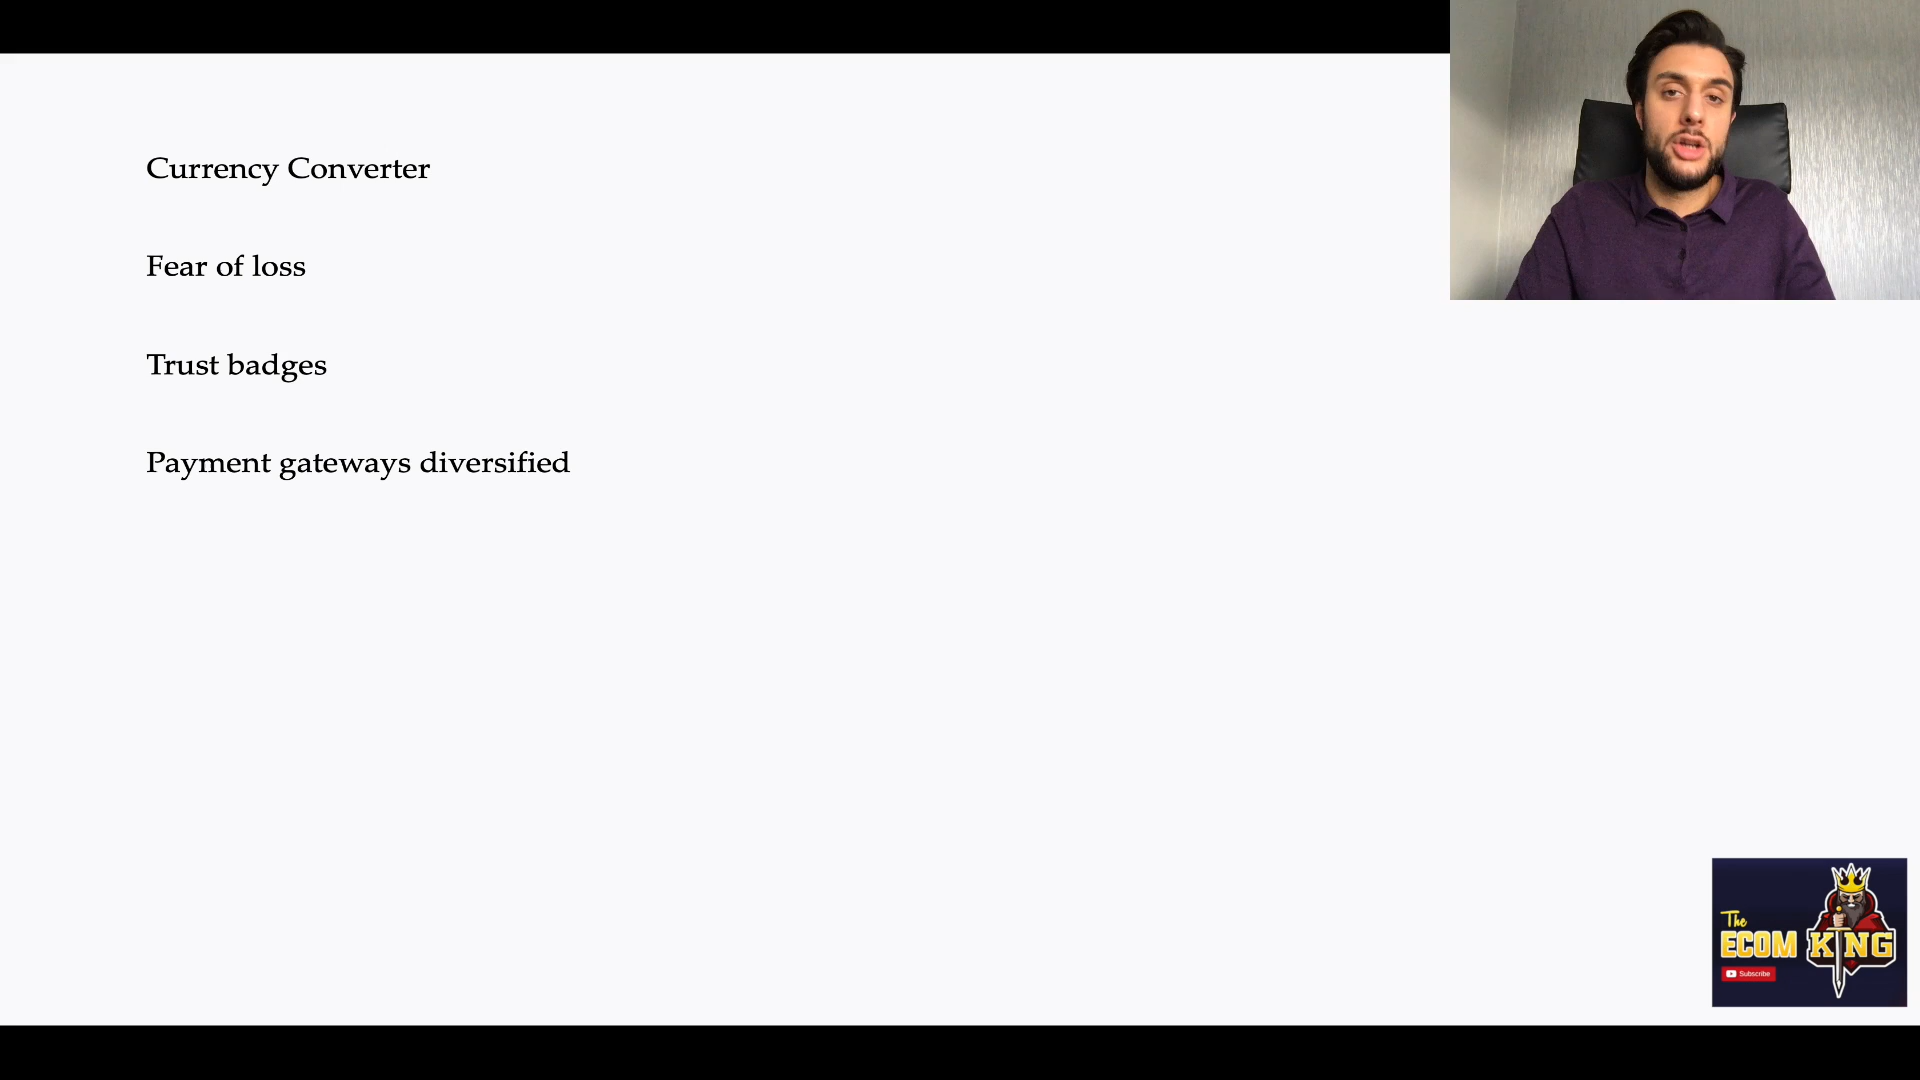 Currency Converter
Fear of loss
Trust badges
Payment gateways diversified
The
ECOM KING
Subscribe